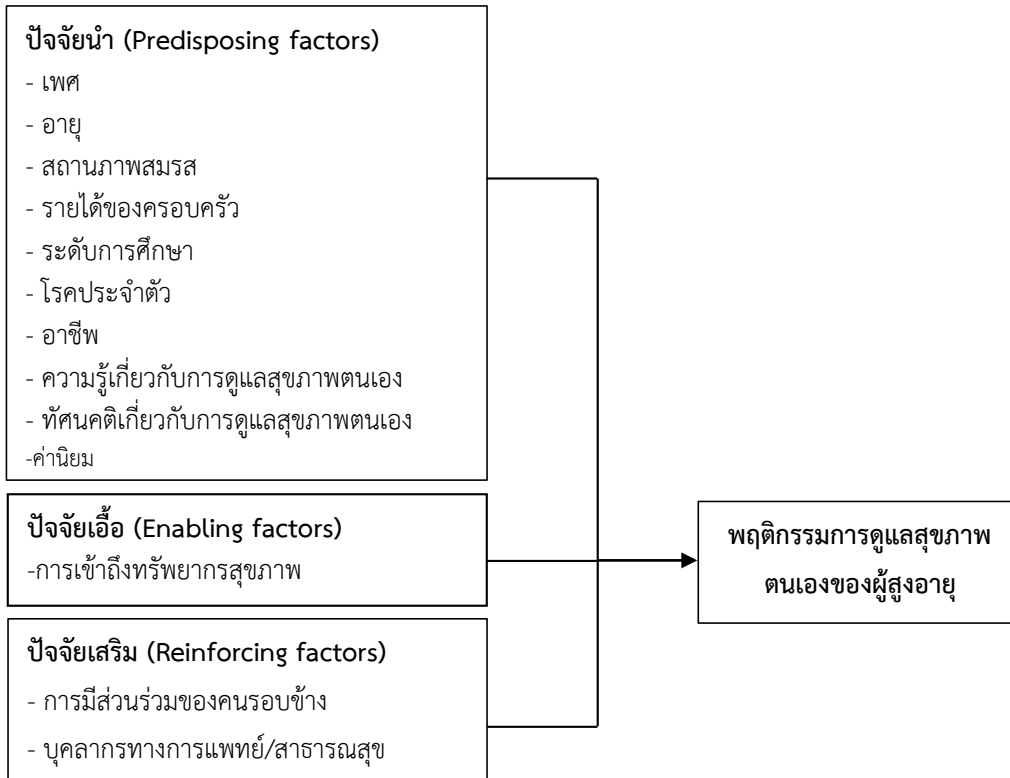 ปัจจัยนำ (Predisposing factors)
- เพศ
- อายุ
- สถานภาพสมรส
- รายได้ของครอบครัว
- ระดับการศึกษา
- โรคประจำตัว
- อาชีพ
- ความรู้เกี่ยวกับการดูแลสุขภาพตนเอง
- ทัศนคติเกี่ยวกับการดูแลสุขภาพตนเอง
-ค่านิยม
ปัจจัยเอื้อ (Enabling factors)
-การเข้าถึงทรัพยากรสุขภาพ
ปัจจัยเสริม (Reinforcing factors)
- การมีส่วนร่วมของคนรอบข้าง
- บุคลากรทางการแพทย์/สาธารณสุข
พฤติกรรมการดูแลสุขภาพ
ตนเองของผู้สูงอายุ